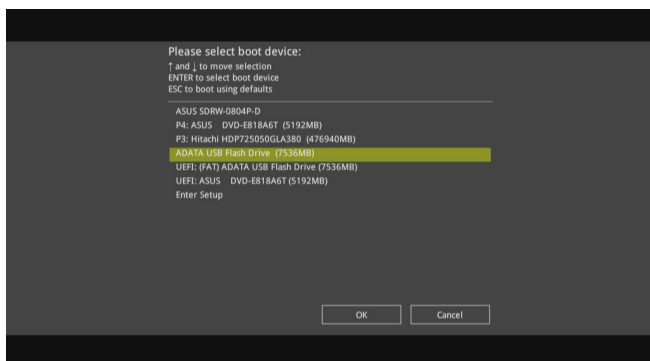 Please select boot device:
↑ and ↓ to move selection
ENTER to select boot device
ESC to boot using defaults
ASUS SDRW-0804P-D
P4: ASUS DVD-E818A6T (5192MB)
P3: Hitachi HDP725050GLA380 (476940MB)
ADATA USB Flash Drive (7536MB)
UEFI: (FAT) ADATA USB Flash Drive (7536MB)
UEFI: ASUS DVD-E818A6T (5192MB)
Enter Setup
OK Cancel